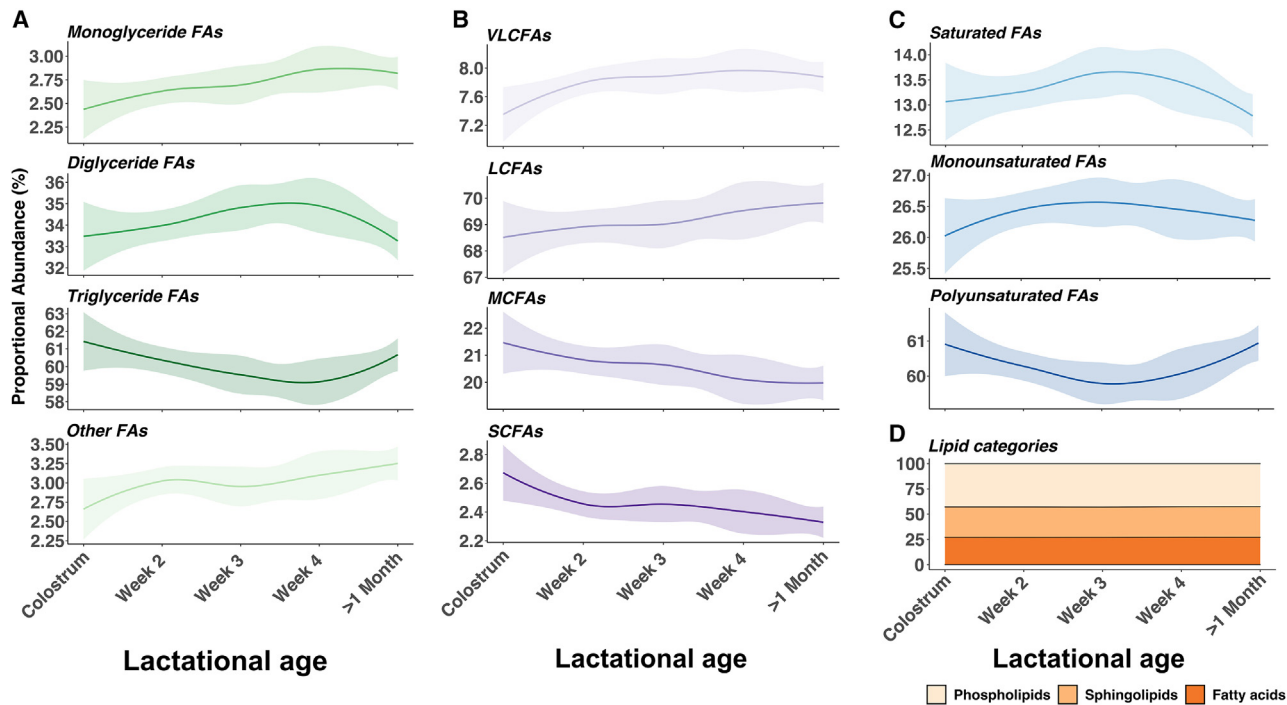 A
Monoglyceride FAs
3.00
2.75
2.50
2.25
Diglyceride FAs
36
35
34
33
32
Triglyceride FAs
63
62
61
60
59
58
Other FAs
3.50
3.25
3.00
2.75
2.50
2.25
Proportional Abundance (%)
Colostrum
Week 2
Week 3
Week 4
>1 Month
Lactational age
B
VLCFAs
8.0
7.6
7.2
LCFAs
70
69
68
67
MCFAs
22
21
20
SCFAs
2.8
2.6
2.4
2.2
Colostrum
Week 2
Week 3
Week 4
>1 Month
Lactational age
C
Saturated FAs
14.0
13.5
13.0
12.5
Monounsaturated FAs
27.0
26.5
26.0
25.5
Polyunsaturated FAs
61
60
D
Lipid categories
100
75
50
25
0
Colostrum
Week 2
Week 3
Week 4
>1 Month
Lactational age
Phospholipids Sphingolipids Fatty acids